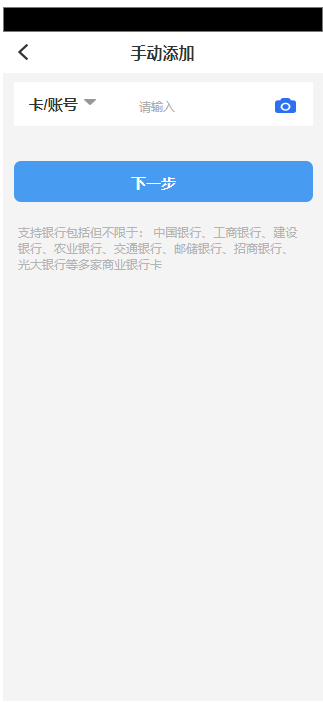 手动添加
卡/账号 请输入
下一步
支持银行包括但不限于： 中国银行、工商银行、建设
银行、农业银行、交通银行、邮储银行、招商银行、
光大银行等多家商业银行卡